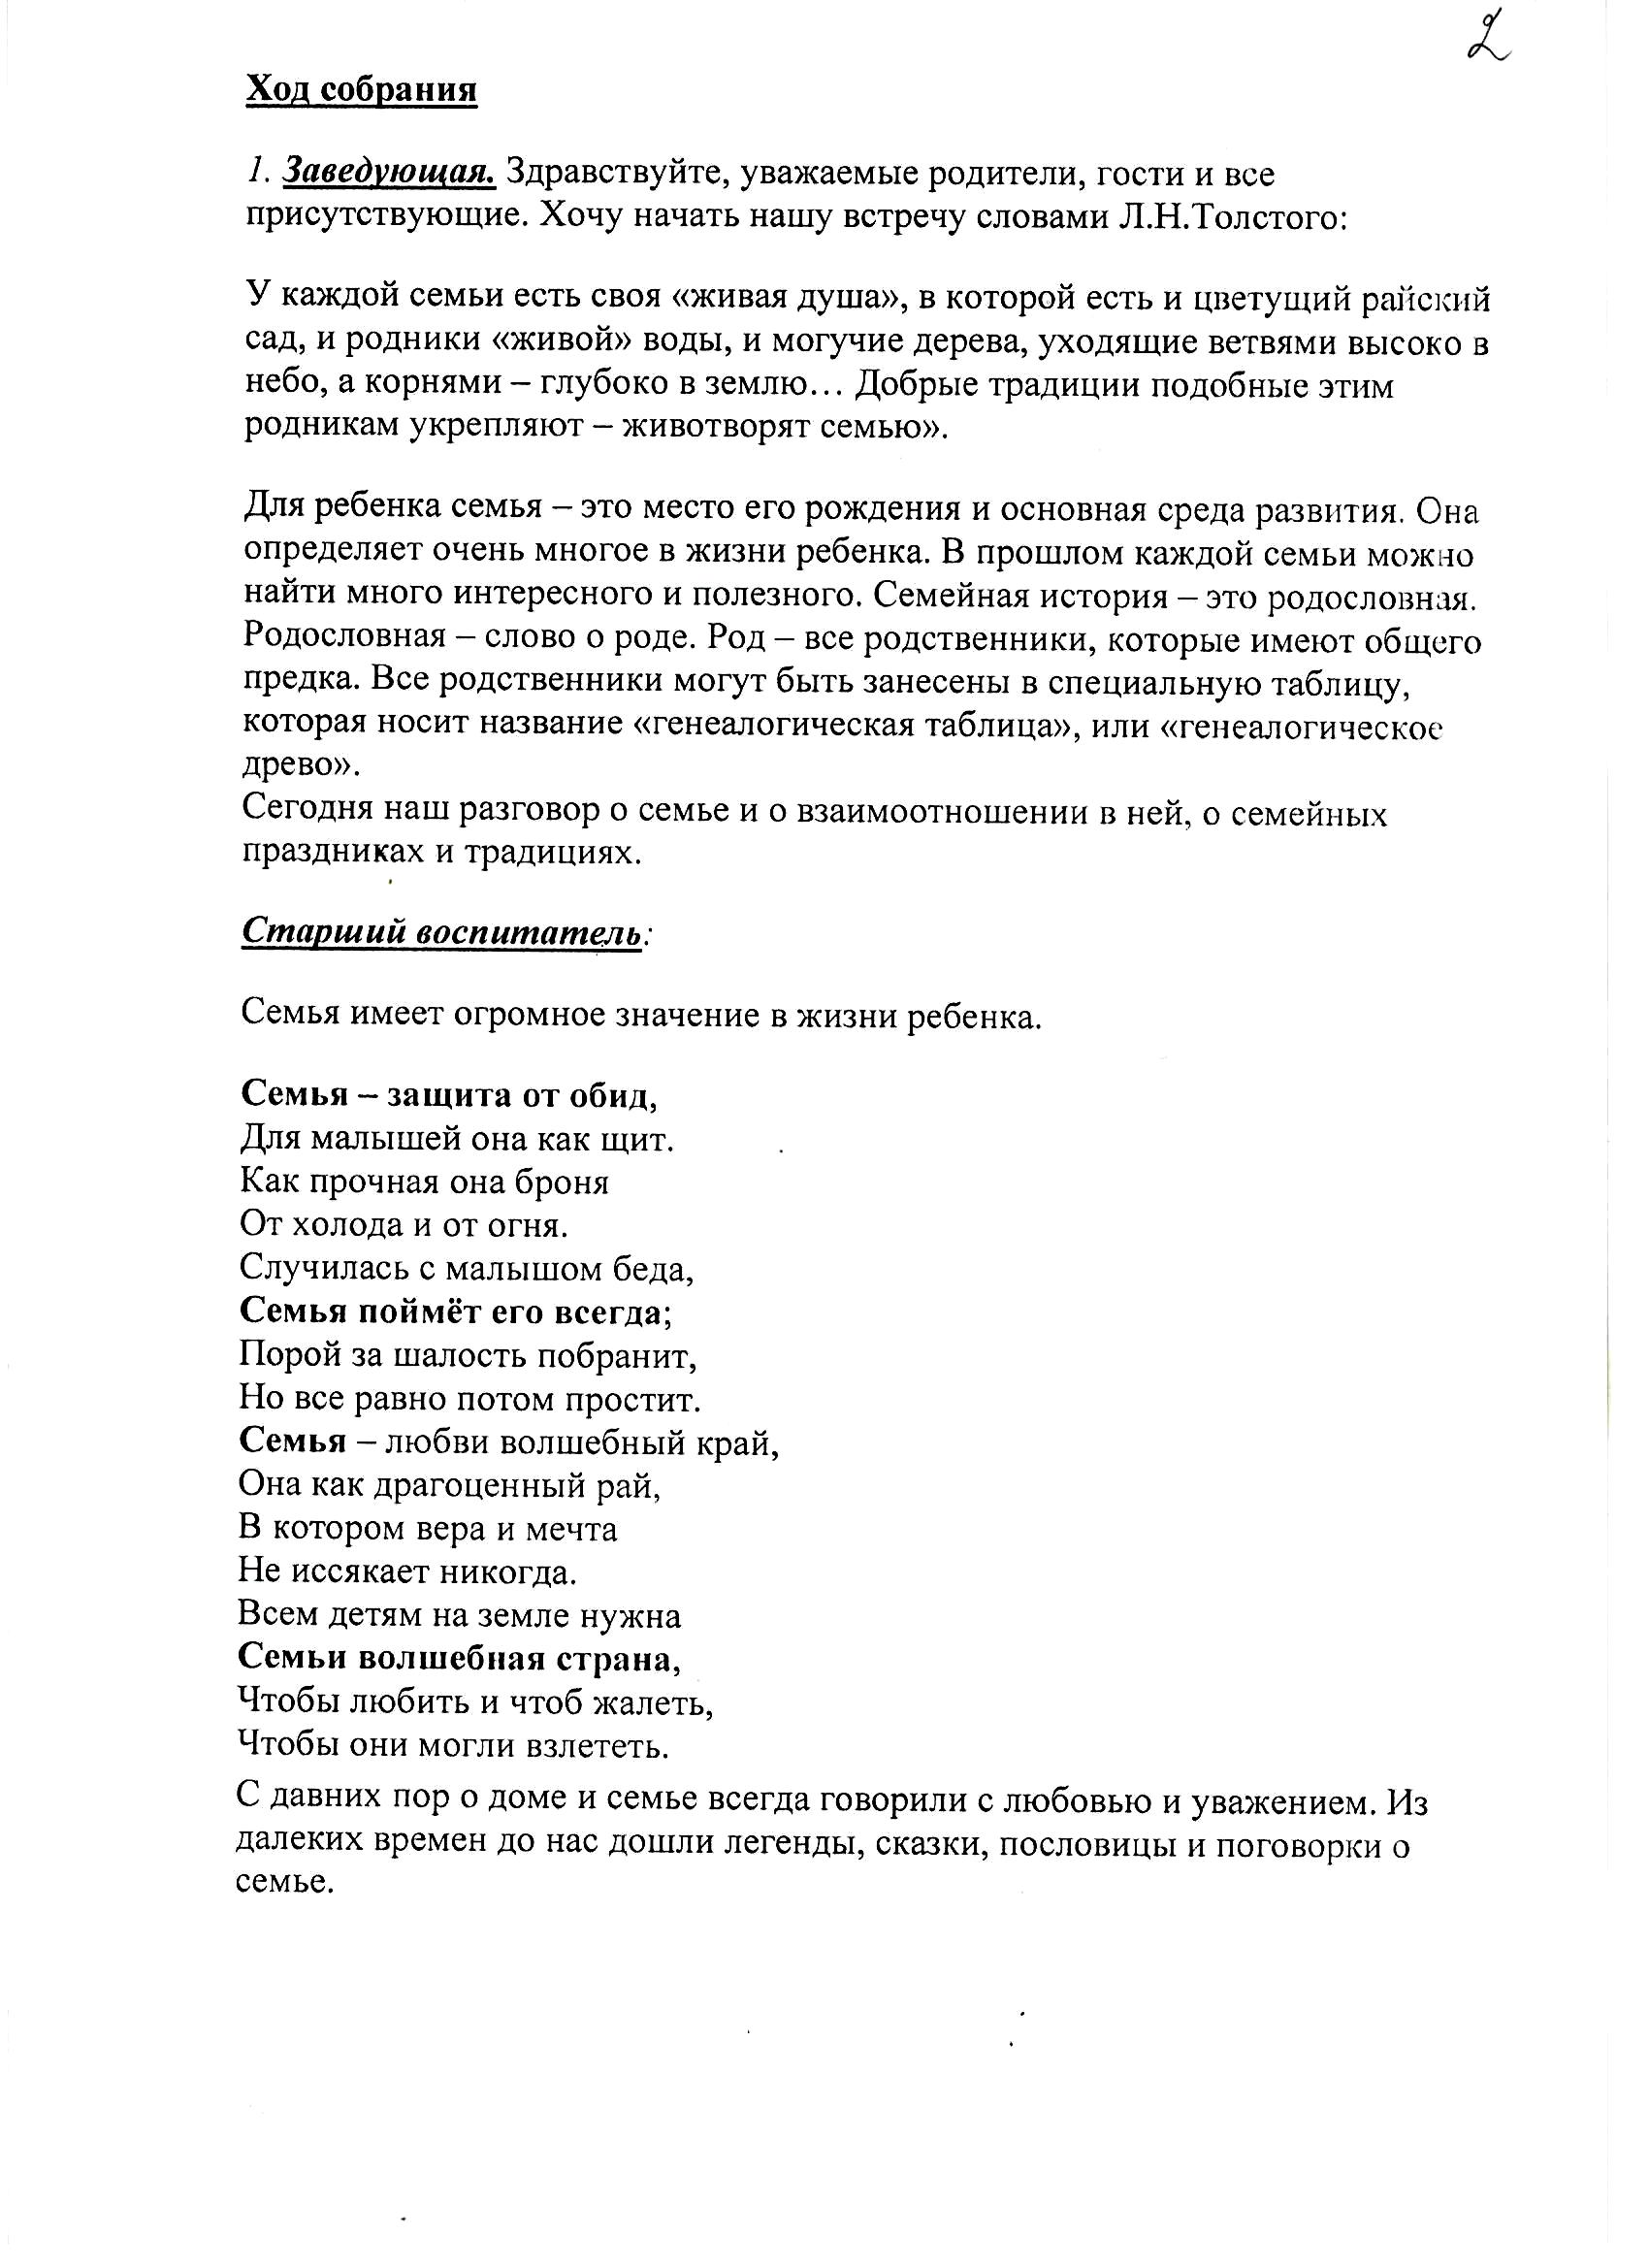 2
Ход собрания
1. Заведующая. Здравствуйте, уважаемые родители, гости и все
присутствующие. Хочу начать нашу встречу словами Л.Н.Толстого:
У каждой семьи есть своя «живая душа», в которой есть и цветущий райский
сад, и родники «живой» воды, и могучие дерева, уходящие ветвями высоко в
небо, а корнями – глубоко в землю… Добрые традиции подобные этим
родникам укрепляют – животворят семью».
Для ребенка семья – это место его рождения и основная среда развития. Она
определяет очень многое в жизни ребенка. В прошлом каждой семьи можно
найти много интересного и полезного. Семейная история – это родословная.
Родословная – слово о роде. Род – все родственники, которые имеют общего
предка. Все родственники могут быть занесены в специальную таблицу,
которая носит название «генеалогическая таблица», или «генеалогическое
древо».
Сегодня наш разговор о семье и о взаимоотношении в ней, о семейных
праздниках и традициях.
Старший воспитатель:
Семья имеет огромное значение в жизни ребенка.
Семья – защита от обид,
Для малышей она как щит.
Как прочная она броня
От холода и от огня.
Случилась с малышом беда,
Семья поймёт его всегда;
Порой за шалость побранит,
Но все равно потом простит.
Семья – любви волшебный край,
Она как драгоценный рай,
В котором вера и мечта
Не иссякает никогда.
Всем детям на земле нужна
Семьи волшебная страна,
Чтобы любить и чтоб жалеть,
Чтобы они могли взлететь.
С давних пор о доме и семье всегда говорили с любовью и уважением. Из
далеких времен до нас дошли легенды, сказки, пословицы и поговорки о
семье.